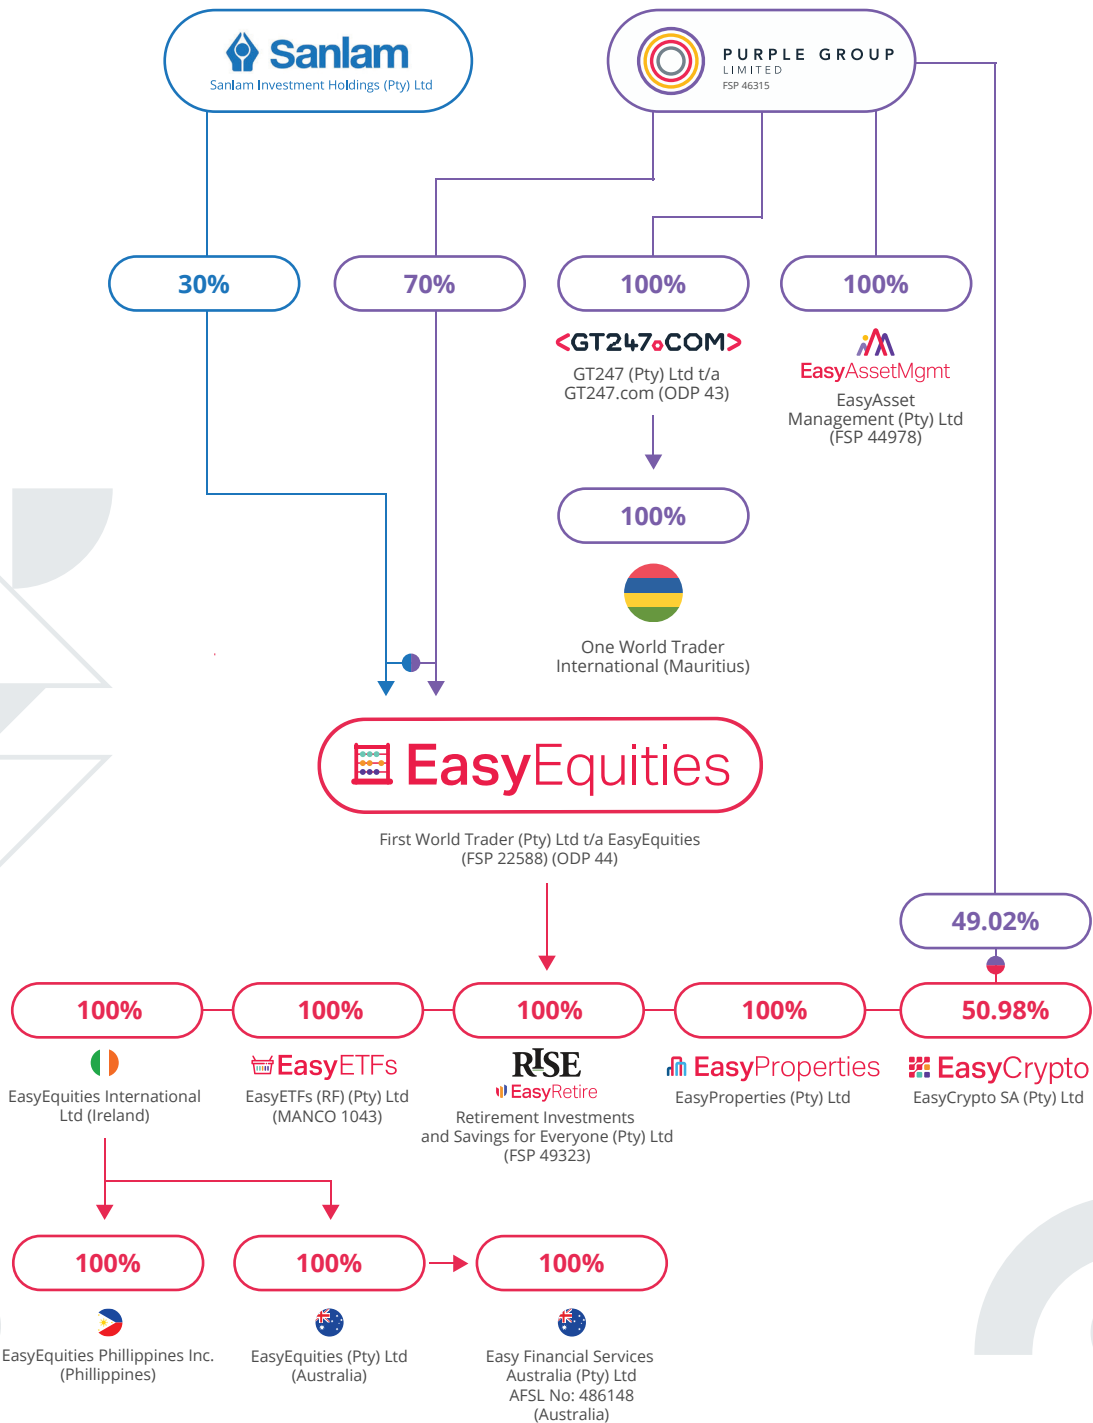 Sanlam
Sanlam Investment Holdings (Pty) Ltd
PURPLE GROUP
LIMITED
FSP 46315
30%
70%
100%
100%
<GT247.COM>
GT247 (Pty) Ltd t/a
GT247.com (ODP 43)
EasyAssetMgmt
EasyAsset
Management (Pty) Ltd
(FSP 44978)
100%
One World Trader
International (Mauritius)
EasyEquities
First World Trader (Pty) Ltd t/a EasyEquities
(FSP 22588) (ODP 44)
49.02%
100%
100%
100%
100%
50.98%
EasyEquities International
Ltd (Ireland)
EasyETFs
EasyETFs (RF) (Pty) Ltd
(MANCO 1043)
RISE
EasyRetire
Retirement Investments
and Savings for Everyone (Pty) Ltd
(FSP 49323)
EasyProperties
EasyProperties (Pty) Ltd
EasyCrypto
EasyCrypto SA (Pty) Ltd
100%
100%
100%
EasyEquities Phillippines Inc.
(Phillippines)
EasyEquities (Pty) Ltd
(Australia)
Easy Financial Services
Australia (Pty) Ltd
AFSL No: 486148
(Australia)